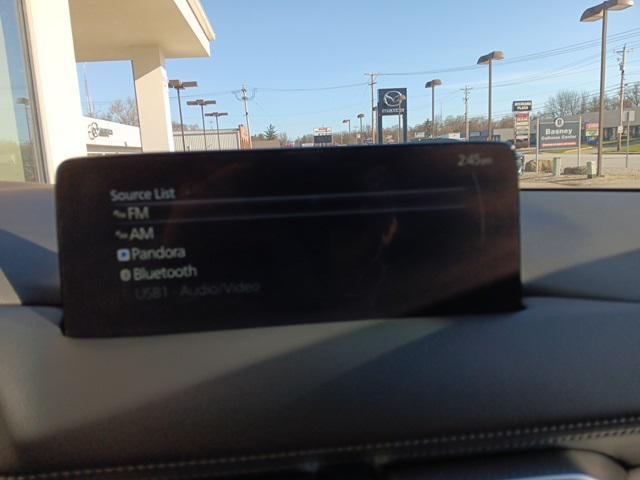 2:45pm
Source List
FM
AM
Pandora
Bluetooth
USB1 - Audio/Video
mazda
Basney